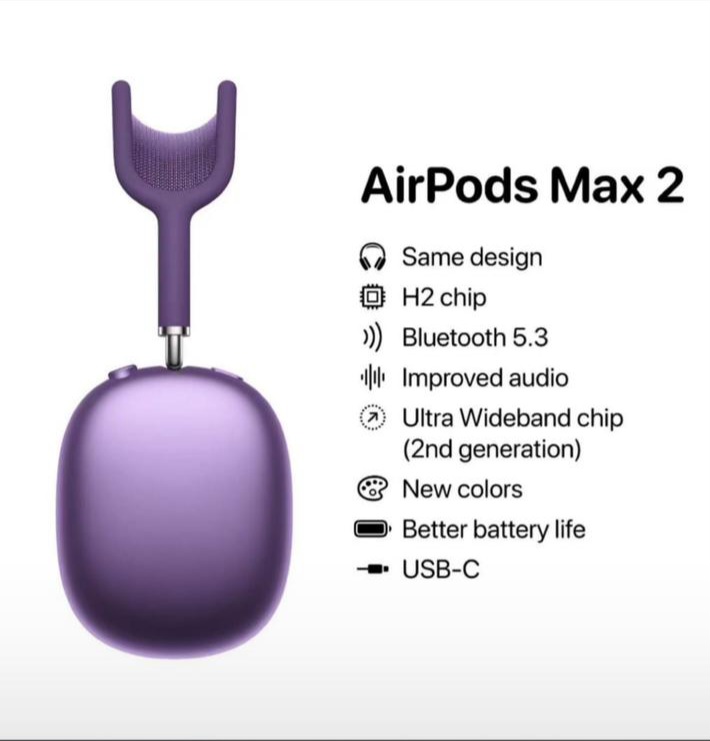 AirPods Max 2
Same design
H2 chip
Bluetooth 5.3
Improved audio
Ultra Wideband chip
(2nd generation)
New colors
Better battery life
USB-C